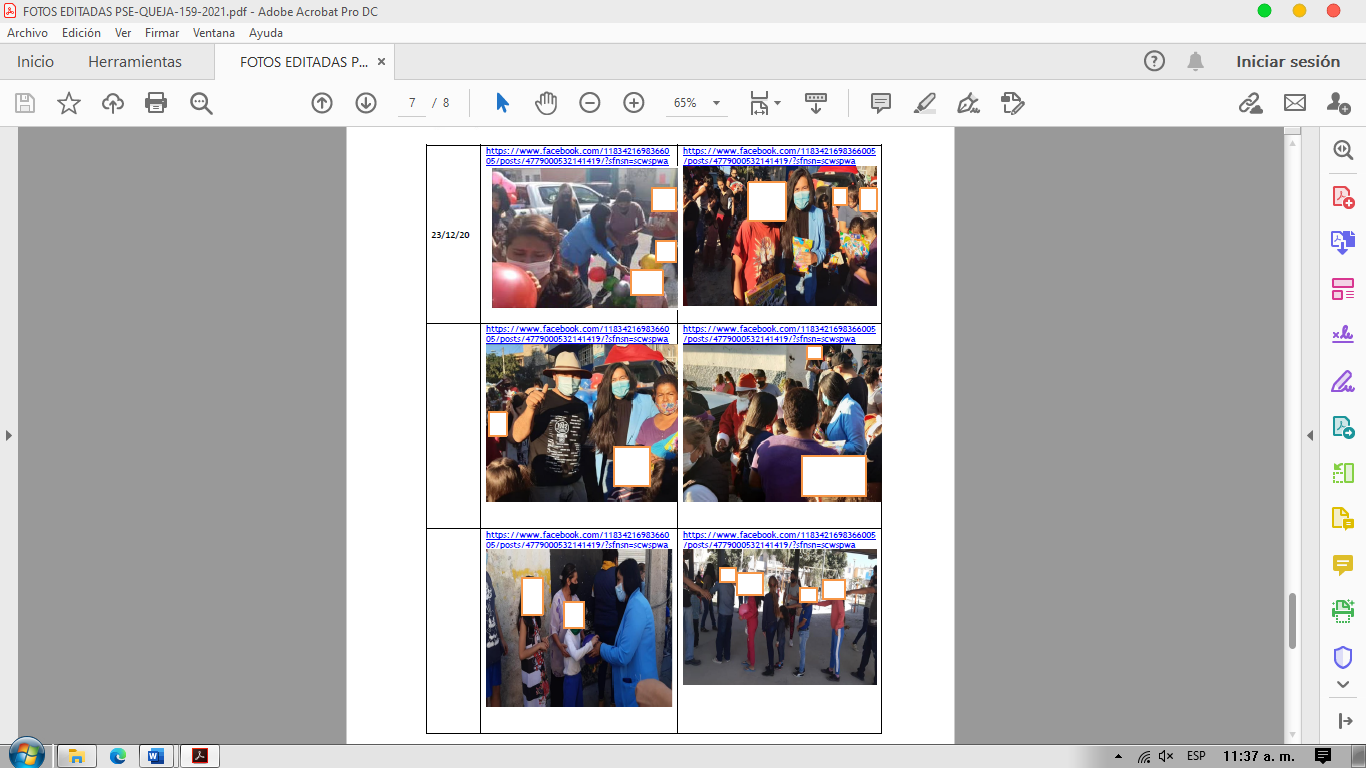 FOTOS EDITADAS PSE-QUEJA-159-2021.pdf - Adobe Acrobat Pro DC
Archivo Edición Ver Firmar Ventana Ayuda
Inicio Herramientas FOTOS EDITADAS P... × Iniciar sesión
7 / 8 65%
https://www.facebook.com/11834216983660
05/posts/4779000532141419/?sfnsn=scwspwa
https://www.facebook.com/11834216983660​05
/posts/4779000532141419/?sfnsn=scwspwa
23/12/20
https://www.facebook.com/11834216983660
05/posts/4779000532141419/?sfnsn=scwspwa
https://www.facebook.com/1183421698366005
/posts/4779000532141419/?sfnsn=scwspwa
https://www.facebook.com/11834216983660
05/posts/4779000532141419/?sfnsn=scwspwa
https://www.facebook.com/1183421698366005
/posts/4779000532141419/?sfnsn=scwspwa
ESP 11:37 a. m.